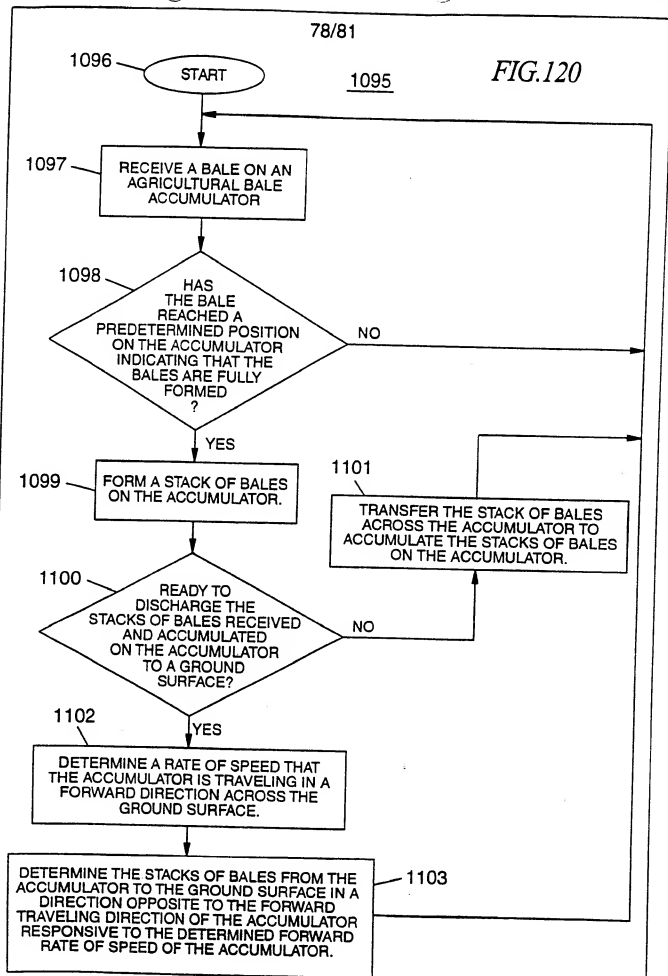 78/81
FIG.120
1095
1096
START
1097
RECEIVE A BALE ON AN
AGRICULTURAL BALE
ACCUMULATOR
1098
HAS
THE BALE
REACHED A
PREDETERMINED POSITION
ON THE ACCUMULATOR
INDICATING THAT THE
BALES ARE FULLY
FORMED
?
NO
YES
1099
FORM A STACK OF BALES
ON THE ACCUMULATOR.
1101
TRANSFER THE STACK OF BALES
ACROSS THE ACCUMULATOR TO
ACCUMULATE THE STACKS OF BALES
ON THE ACCUMULATOR.
1100
READY TO
DISCHARGE THE
STACKS OF BALES RECEIVED
AND ACCUMULATED
ON THE ACCUMULATOR
TO A GROUND
SURFACE?
NO
YES
1102
DETERMINE A RATE OF SPEED THAT
THE ACCUMULATOR IS TRAVELING IN A
FORWARD DIRECTION ACROSS THE
GROUND SURFACE.
1103
DETERMINE THE STACKS OF BALES FROM THE
ACCUMULATOR TO THE GROUND SURFACE IN A
DIRECTION OPPOSITE TO THE FORWARD
TRAVELING DIRECTION OF THE ACCUMULATOR
RESPONSIVE TO THE DETERMINED FORWARD
RATE OF SPEED OF THE ACCUMULATOR.